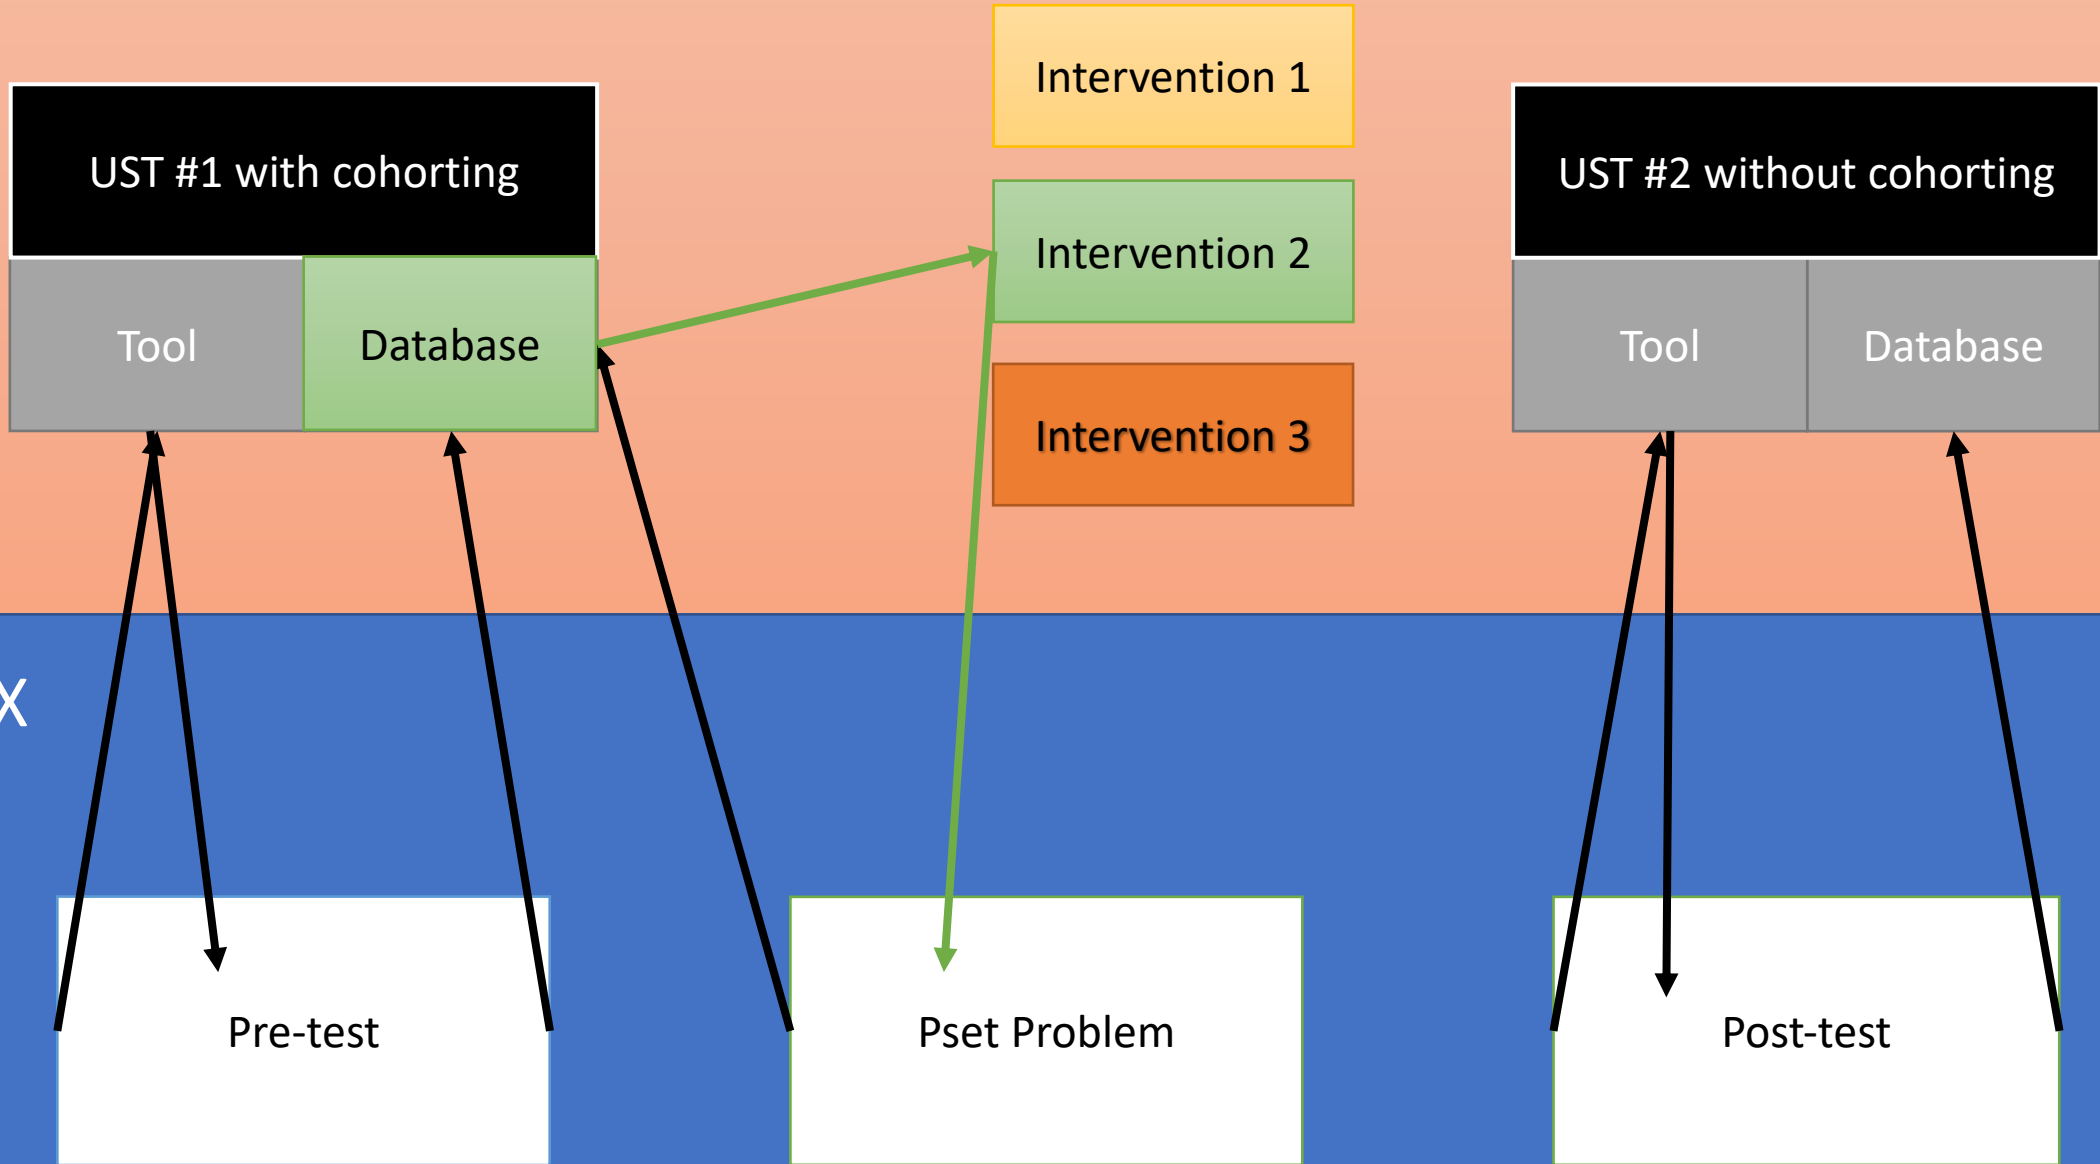 Intervention 1
UST #1 with cohorting
UST #2 without cohorting
Intervention 2
Tool
Database
Tool
Database
Intervention 3
X
Pre-test
Pset Problem
Post-test